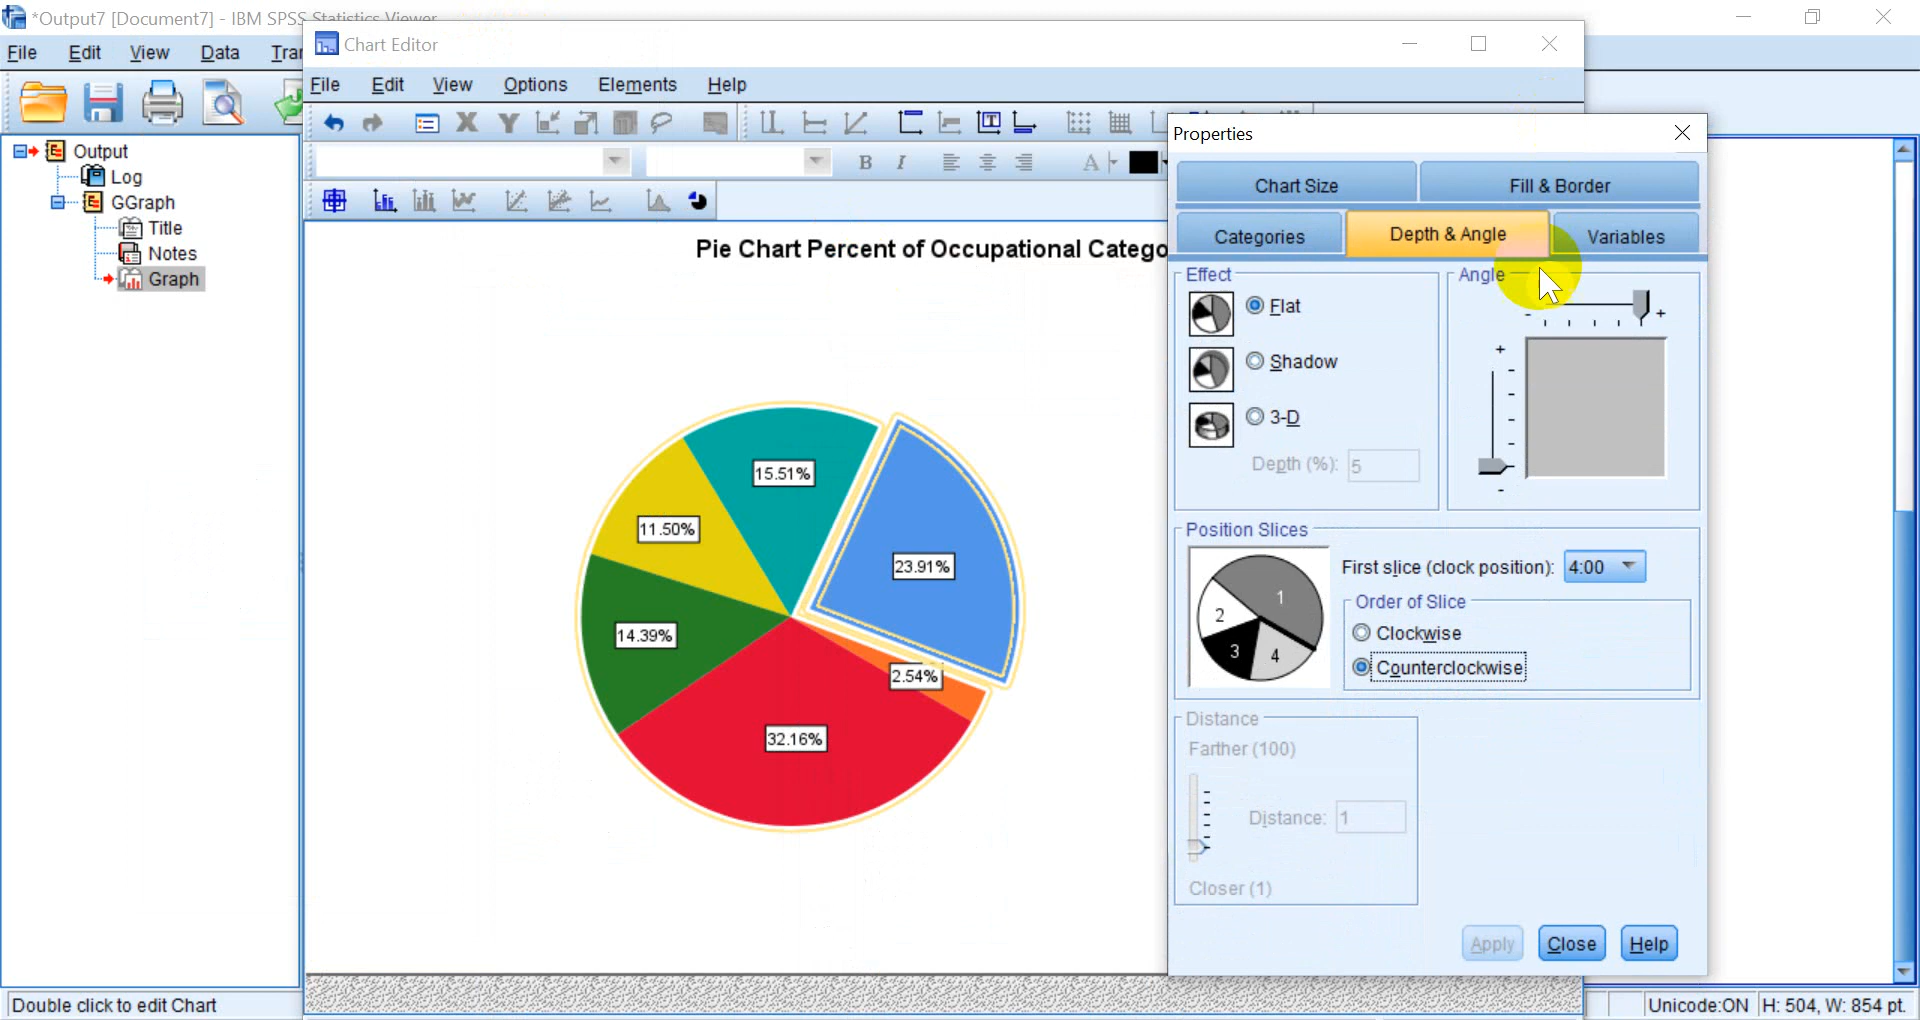 *Output7 [Document7] - IBM SPSS Statistics Viewer
File Edit View Data
Chart Editor
File Edit View Options Elements Help
Output
Log
GGraph
Title
Notes
Graph
B I A
Pie Chart Percent of Occupational Catego
15.51%
23.91%
11.50%
14.39%
2.54%
32.16%
Properties
Chart Size Fill & Border
Categories Depth & Angle Variables
Effect
Flat
Shadow
3-D
Depth (%): 5
Angle
- +
+
-
Position Slices
1
2
3
4
First slice (clock position): 4:00
Order of Slice
Clockwise
Counterclockwise
Distance
Farther (100)
Distance: 1
Closer (1)
Apply Close Help
Double click to edit Chart
Unicode:ON H: 504, W: 854 pt.